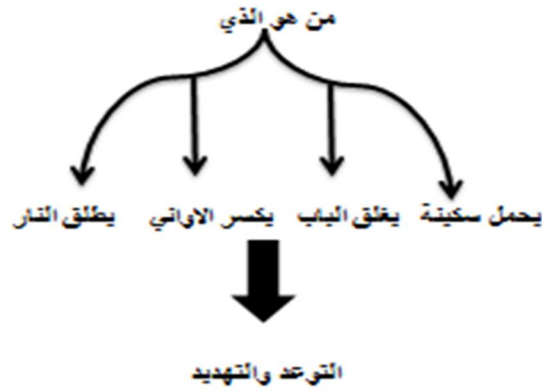 من هو الذي
يحمل سكينة يغلق الباب يكسر الاواني يطلق النار
التوعد والتهديد